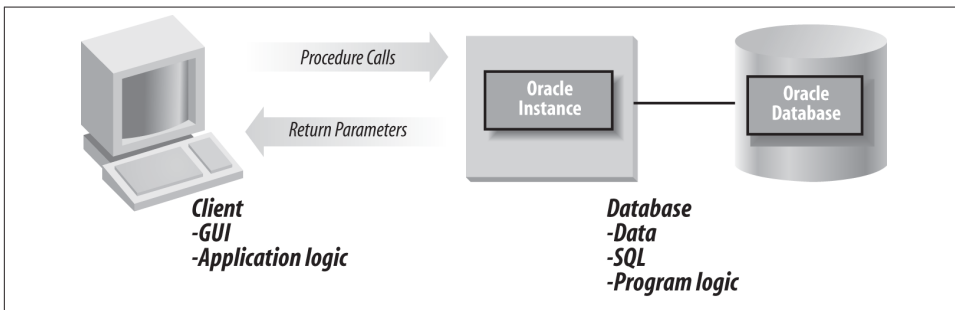 Procedure Calls
Return Parameters
Oracle
Instance
Oracle
Database
Client
-GUI
-Application logic
Database
-Data
-SQL
-Program logic